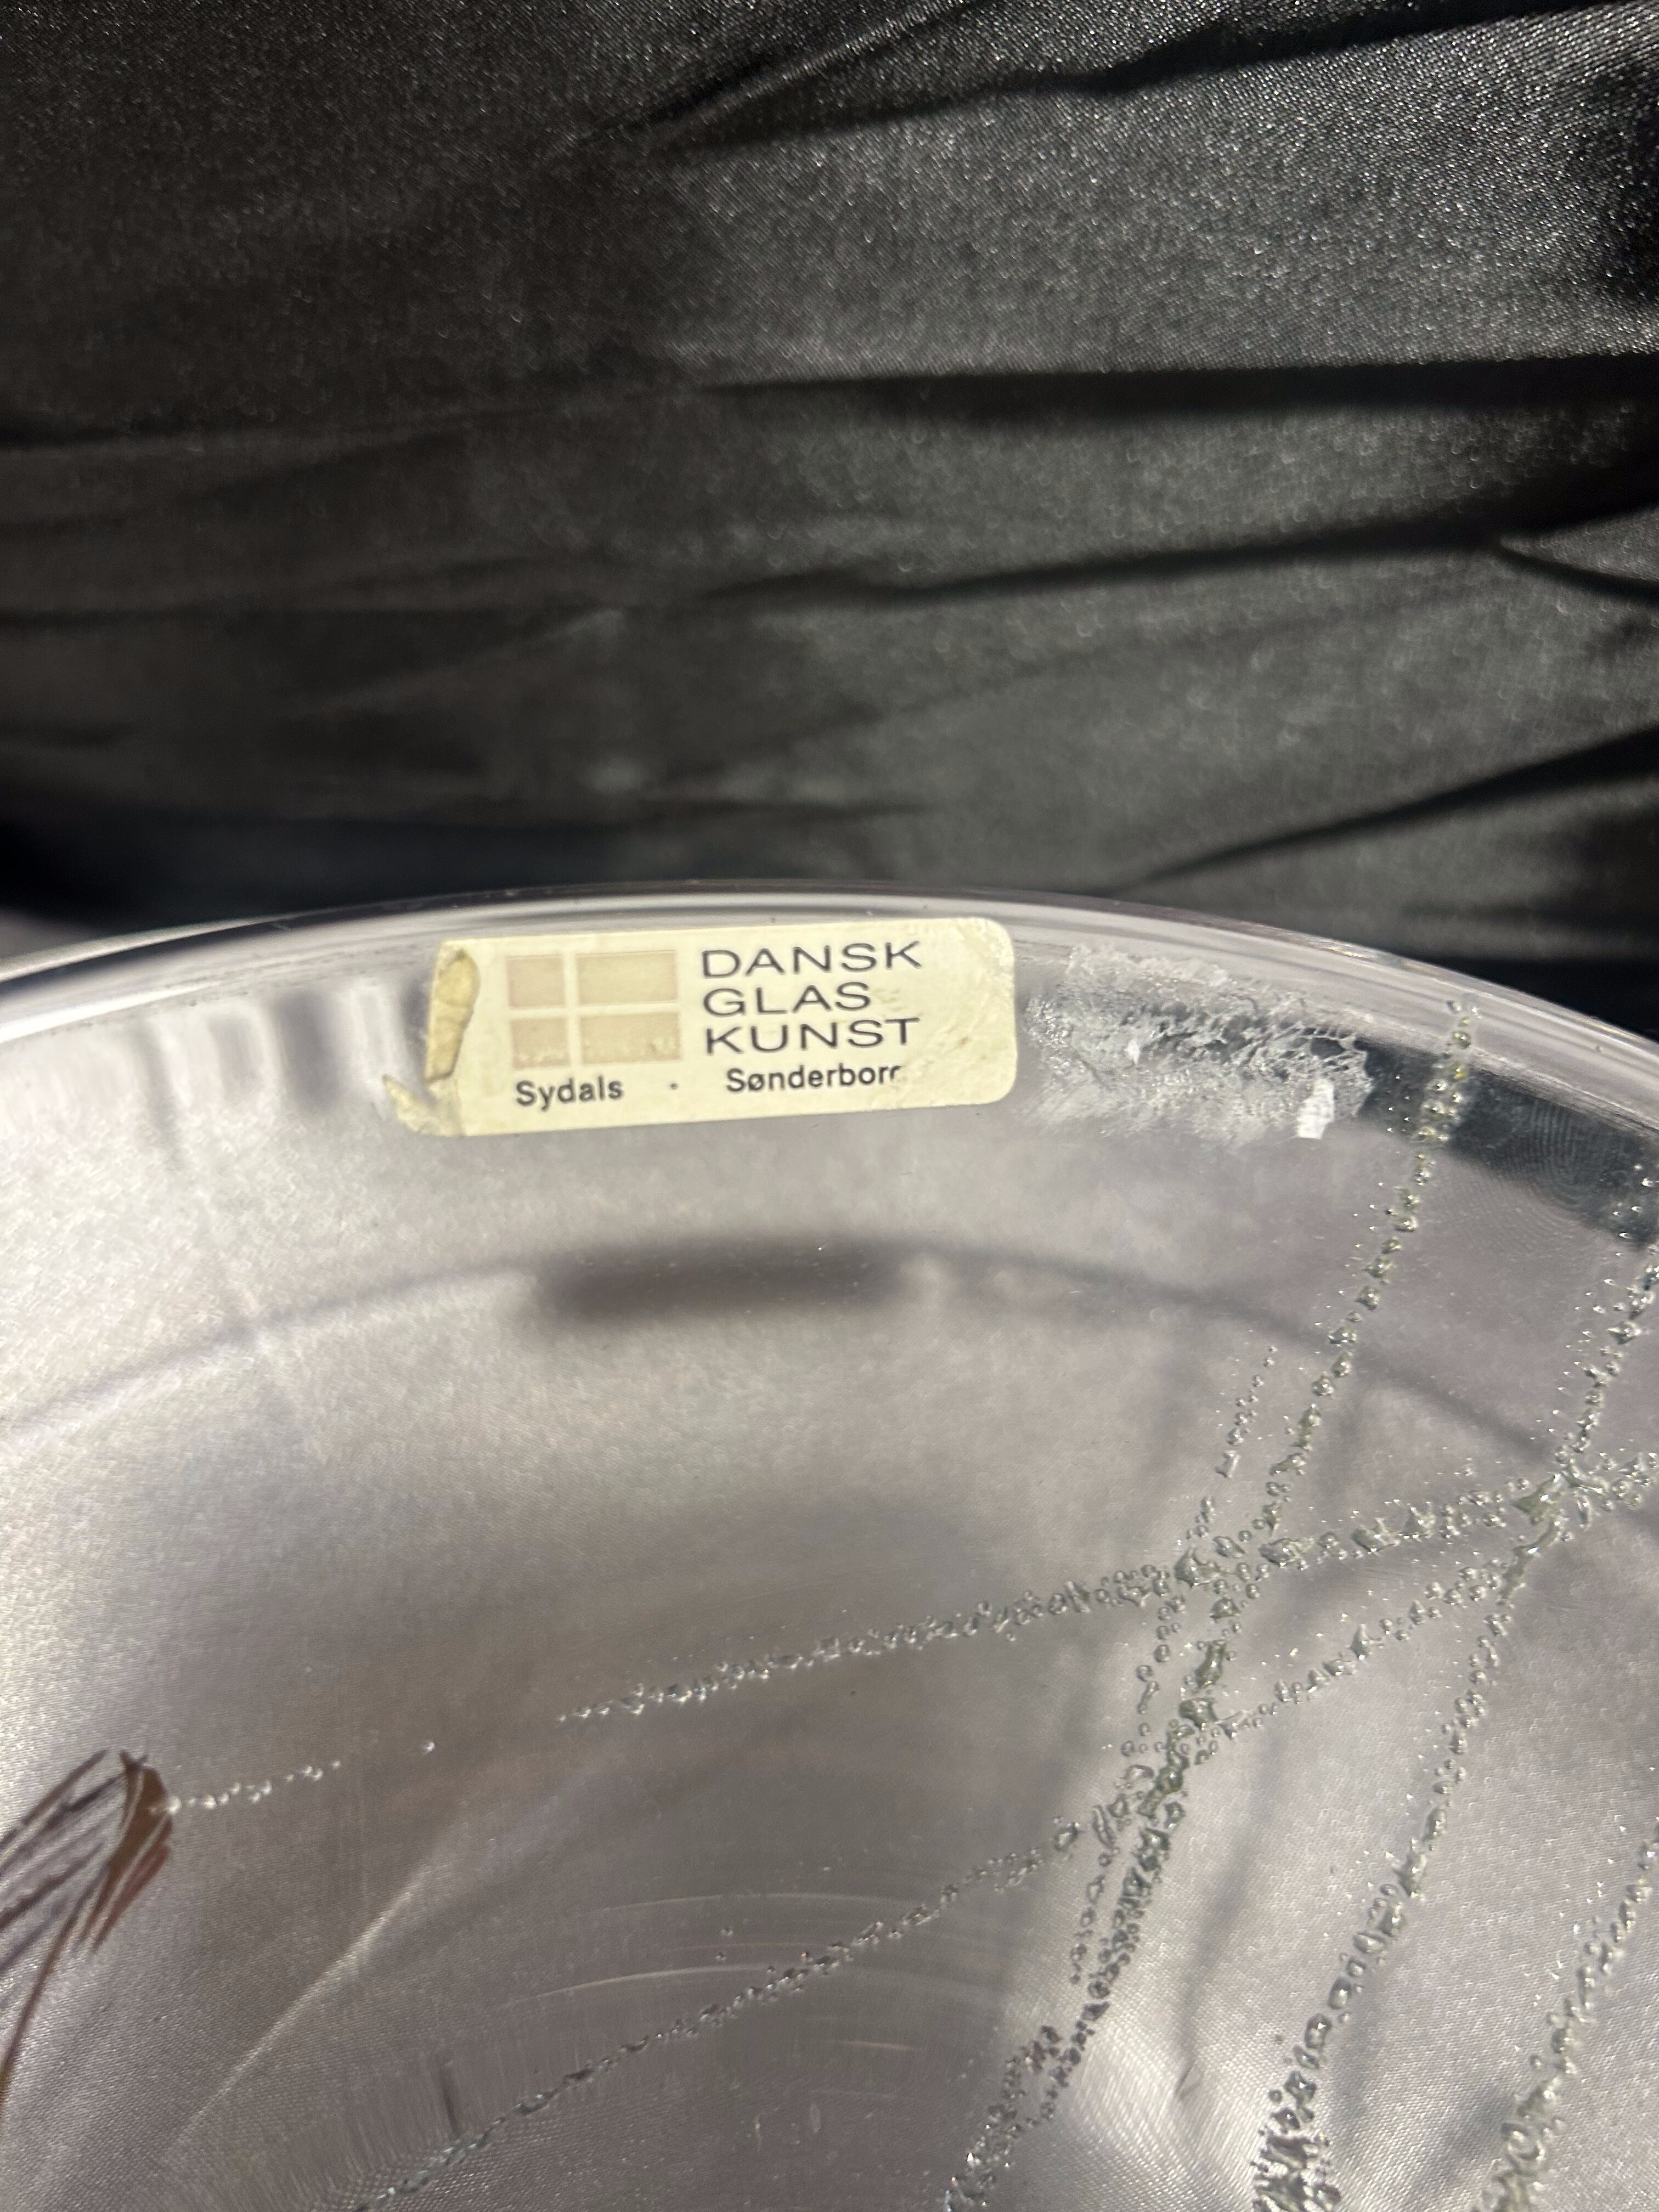 DANSK
GLAS
KUNST
Sydals · Sønderborg